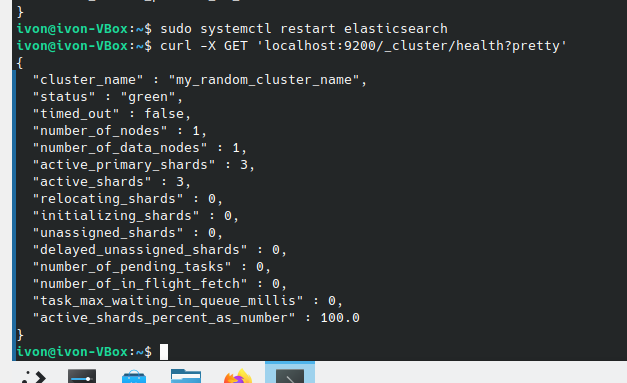 }
ivon@ivon-VBox:~$ sudo systemctl restart elasticsearch
ivon@ivon-VBox:~$ curl -X GET 'localhost:9200/_cluster/health?pretty'
{
  "cluster_name" : "my_random_cluster_name",
  "status" : "green",
  "timed_out" : false,
  "number_of_nodes" : 1,
  "number_of_data_nodes" : 1,
  "active_primary_shards" : 3,
  "active_shards" : 3,
  "relocating_shards" : 0,
  "initializing_shards" : 0,
  "unassigned_shards" : 0,
  "delayed_unassigned_shards" : 0,
  "number_of_pending_tasks" : 0,
  "number_of_in_flight_fetch" : 0,
  "task_max_waiting_in_queue_millis" : 0,
  "active_shards_percent_as_number" : 100.0
}
ivon@ivon-VBox:~$